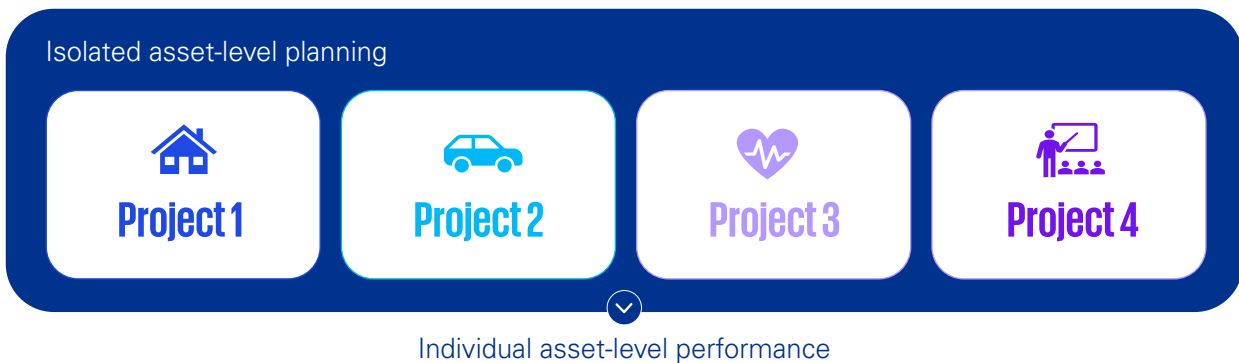 Isolated asset-level planning
Project 1
Project 2
Project 3
Project 4
Individual asset-level performance